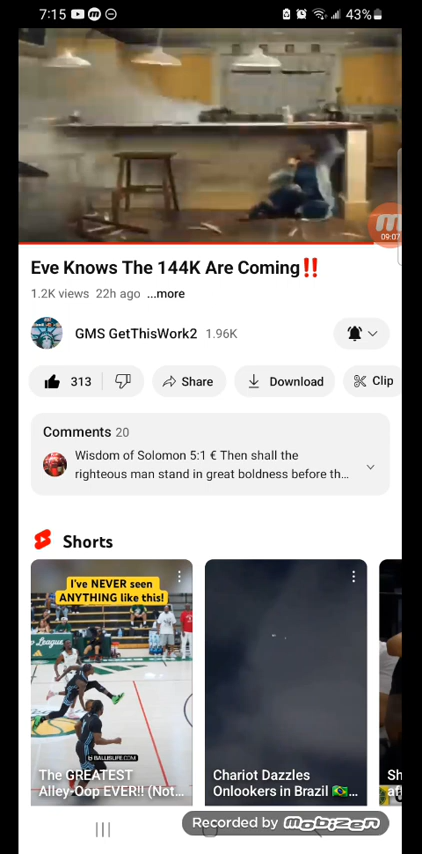 7:15
43%
09:07
Eve Knows The 144K Are Coming‼️
1.2K views 22h ago ...more
GMS GetThisWork2 1.96K
313
Share
Download
Clip
Comments 20
Wisdom of Solomon 5:1 € Then shall the
righteous man stand in great boldness before th...
Shorts
I've NEVER seen
ANYTHING like this!
League
BALLISLIFE.COM
The GREATEST
Alley-Oop EVER!! (Not...
Chariot Dazzles
Onlookers in Brazil 🇧🇷...
Sh
af
Recorded by mobizen